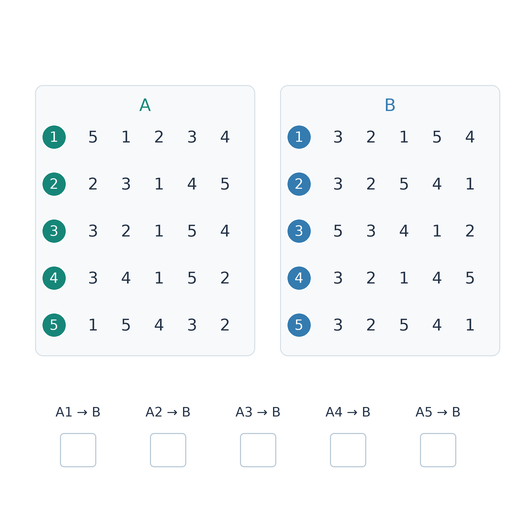 A
1 5 1 2 3 4
2 2 3 1 4 5
3 3 2 1 5 4
4 3 4 1 5 2
5 1 5 4 3 2
B
1 3 2 1 5 4
2 3 2 5 4 1
3 5 3 4 1 2
4 3 2 1 4 5
5 3 2 5 4 1
A1 → B A2 → B A3 → B A4 → B A5 → B